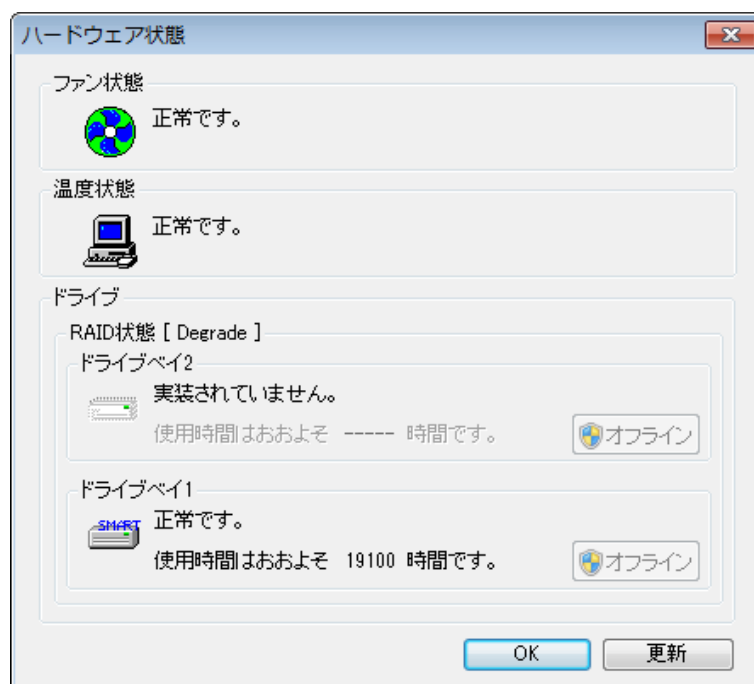 ハードウェア状態
ファン状態
正常です。
温度状態
正常です。
ドライブ
RAID状態 [ Degrade ]
ドライブベイ2
実装されていません。
使用時間はおおよそ ----- 時間です。
オフライン
ドライブベイ1
SMART
正常です。
使用時間はおおよそ 19100 時間です。
オフライン
OK
更新